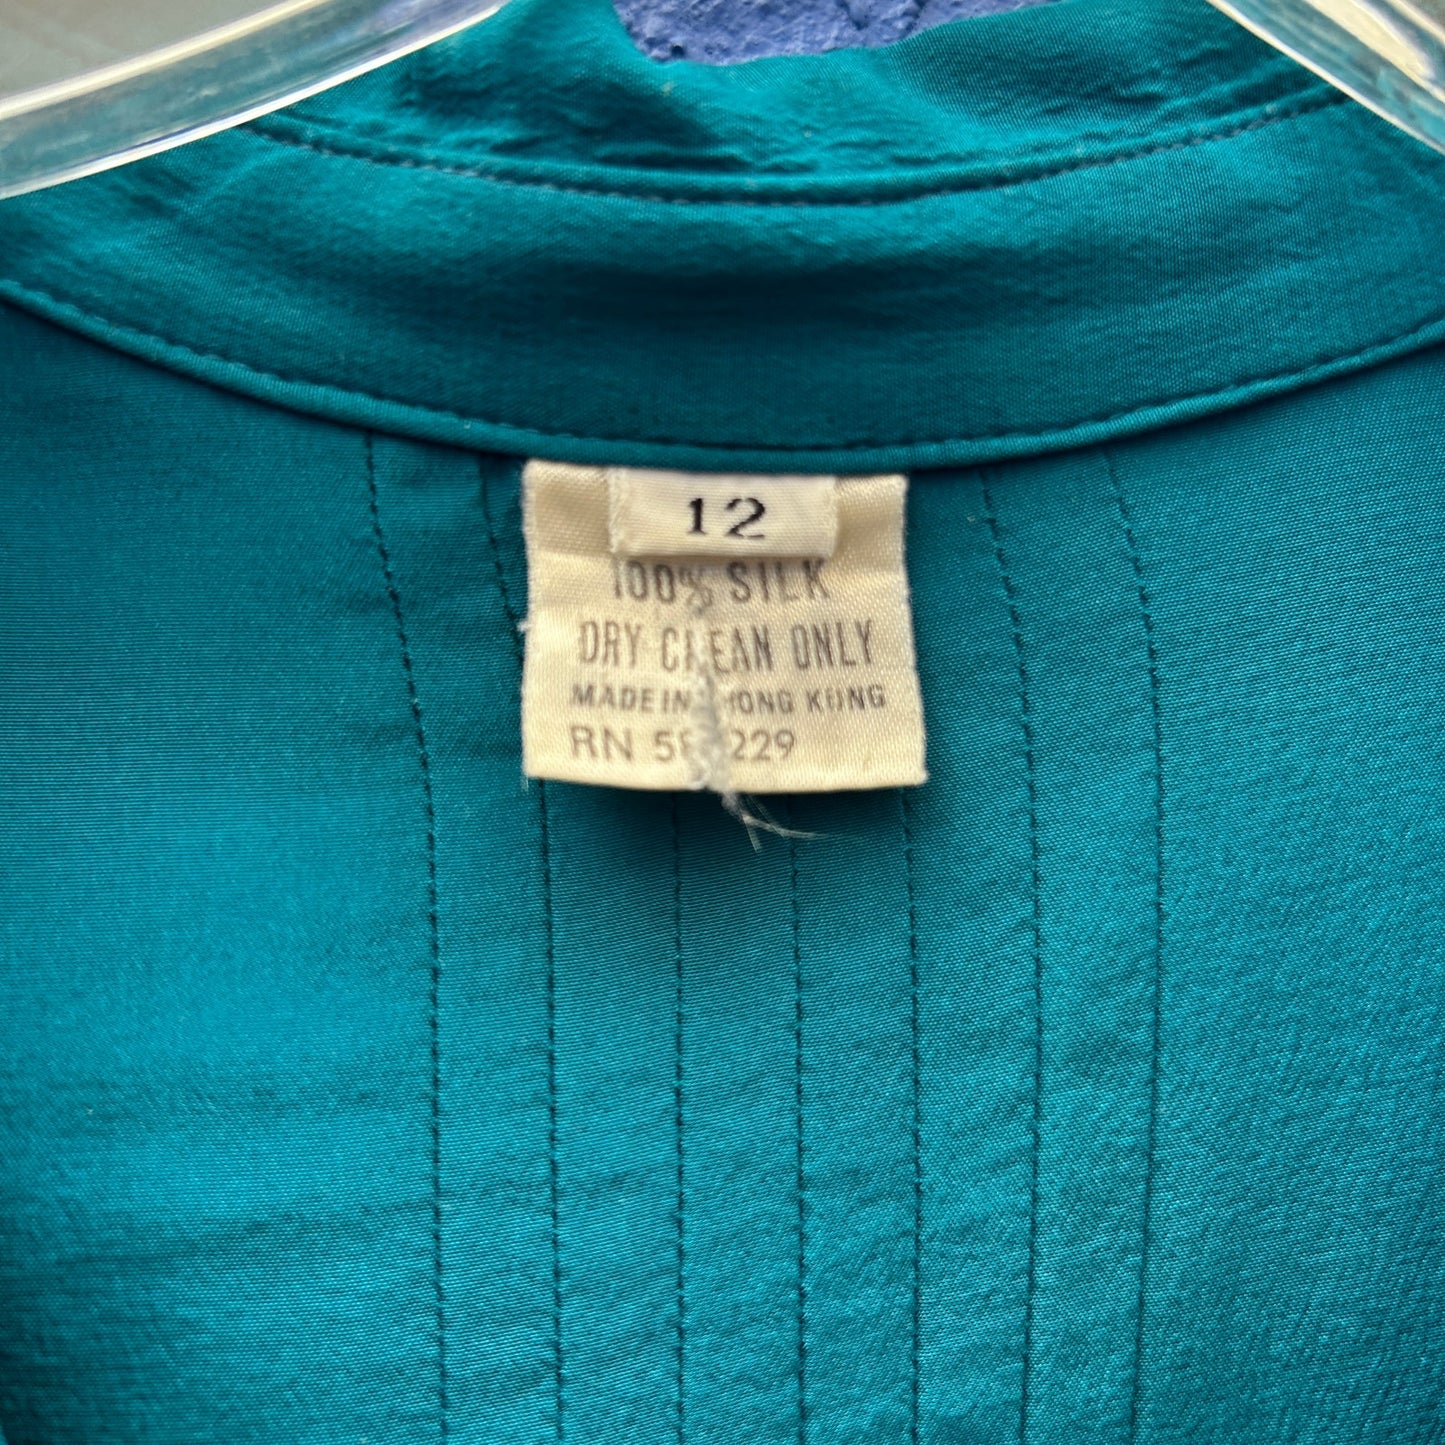 12
100% SILK
DRY CLEAN ONLY
MADE IN HONG KONG
RN